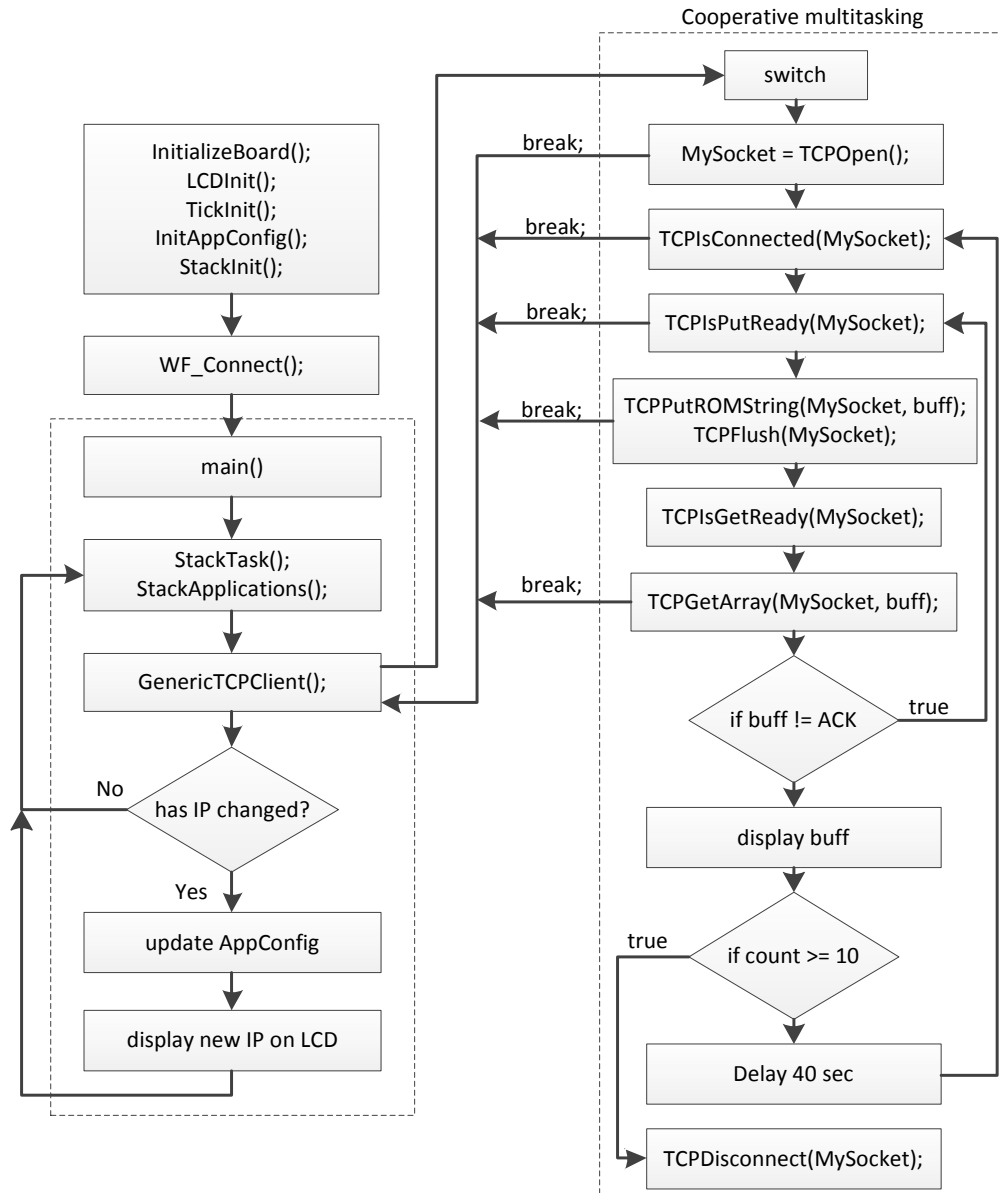 Cooperative multitasking
InitializeBoard();
LCDInit();
TickInit();
InitAppConfig();
StackInit();
WF_Connect();
main()
StackTask();
StackApplications();
GenericTCPClient();
has IP changed?
No
Yes
update AppConfig
display new IP on LCD
switch
break;
MySocket = TCPOpen();
break;
TCPIsConnected(MySocket);
break;
TCPIsPutReady(MySocket);
break;
TCPPutROMString(MySocket, buff);
TCPFlush(MySocket);
TCPIsGetReady(MySocket);
break;
TCPGetArray(MySocket, buff);
if buff != ACK
true
display buff
true
if count >= 10
Delay 40 sec
TCPDisconnect(MySocket);